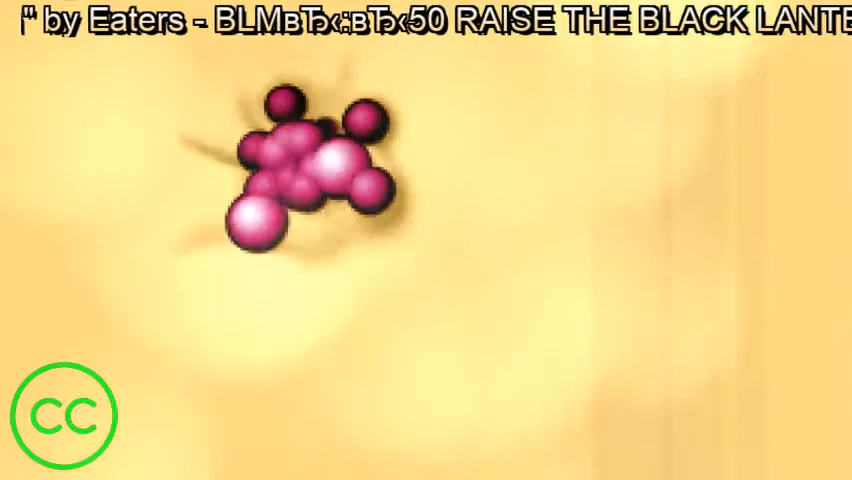 " by Eaters - BLMвЂ‹:вЂ‹50 RAISE THE BLACK LANTE
CC